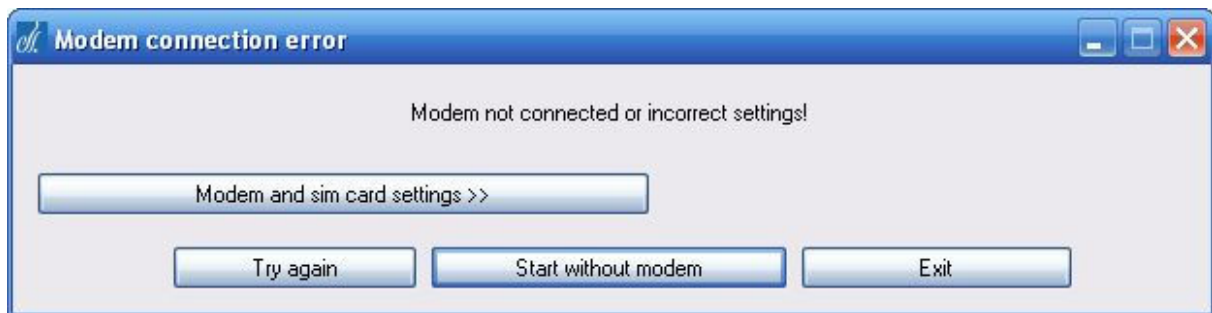 Modem connection error
Modem not connected or incorrect settings!
Modem and sim card settings >>
Try again
Start without modem
Exit